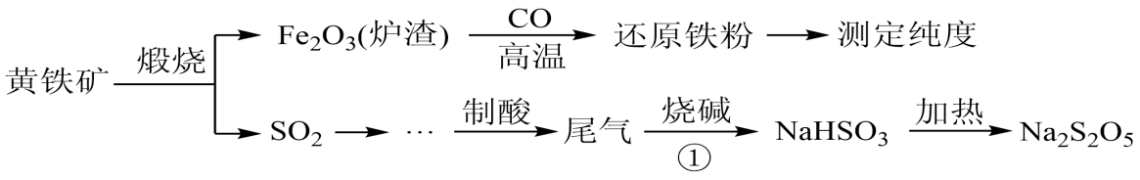 Fe₂O₃(炉渣) CO 高温 还原铁粉 测定纯度
黄铁矿 煅烧
SO₂ … 制酸 尾气 烧碱 ① NaHSO₃ 加热 Na₂S₂O₅